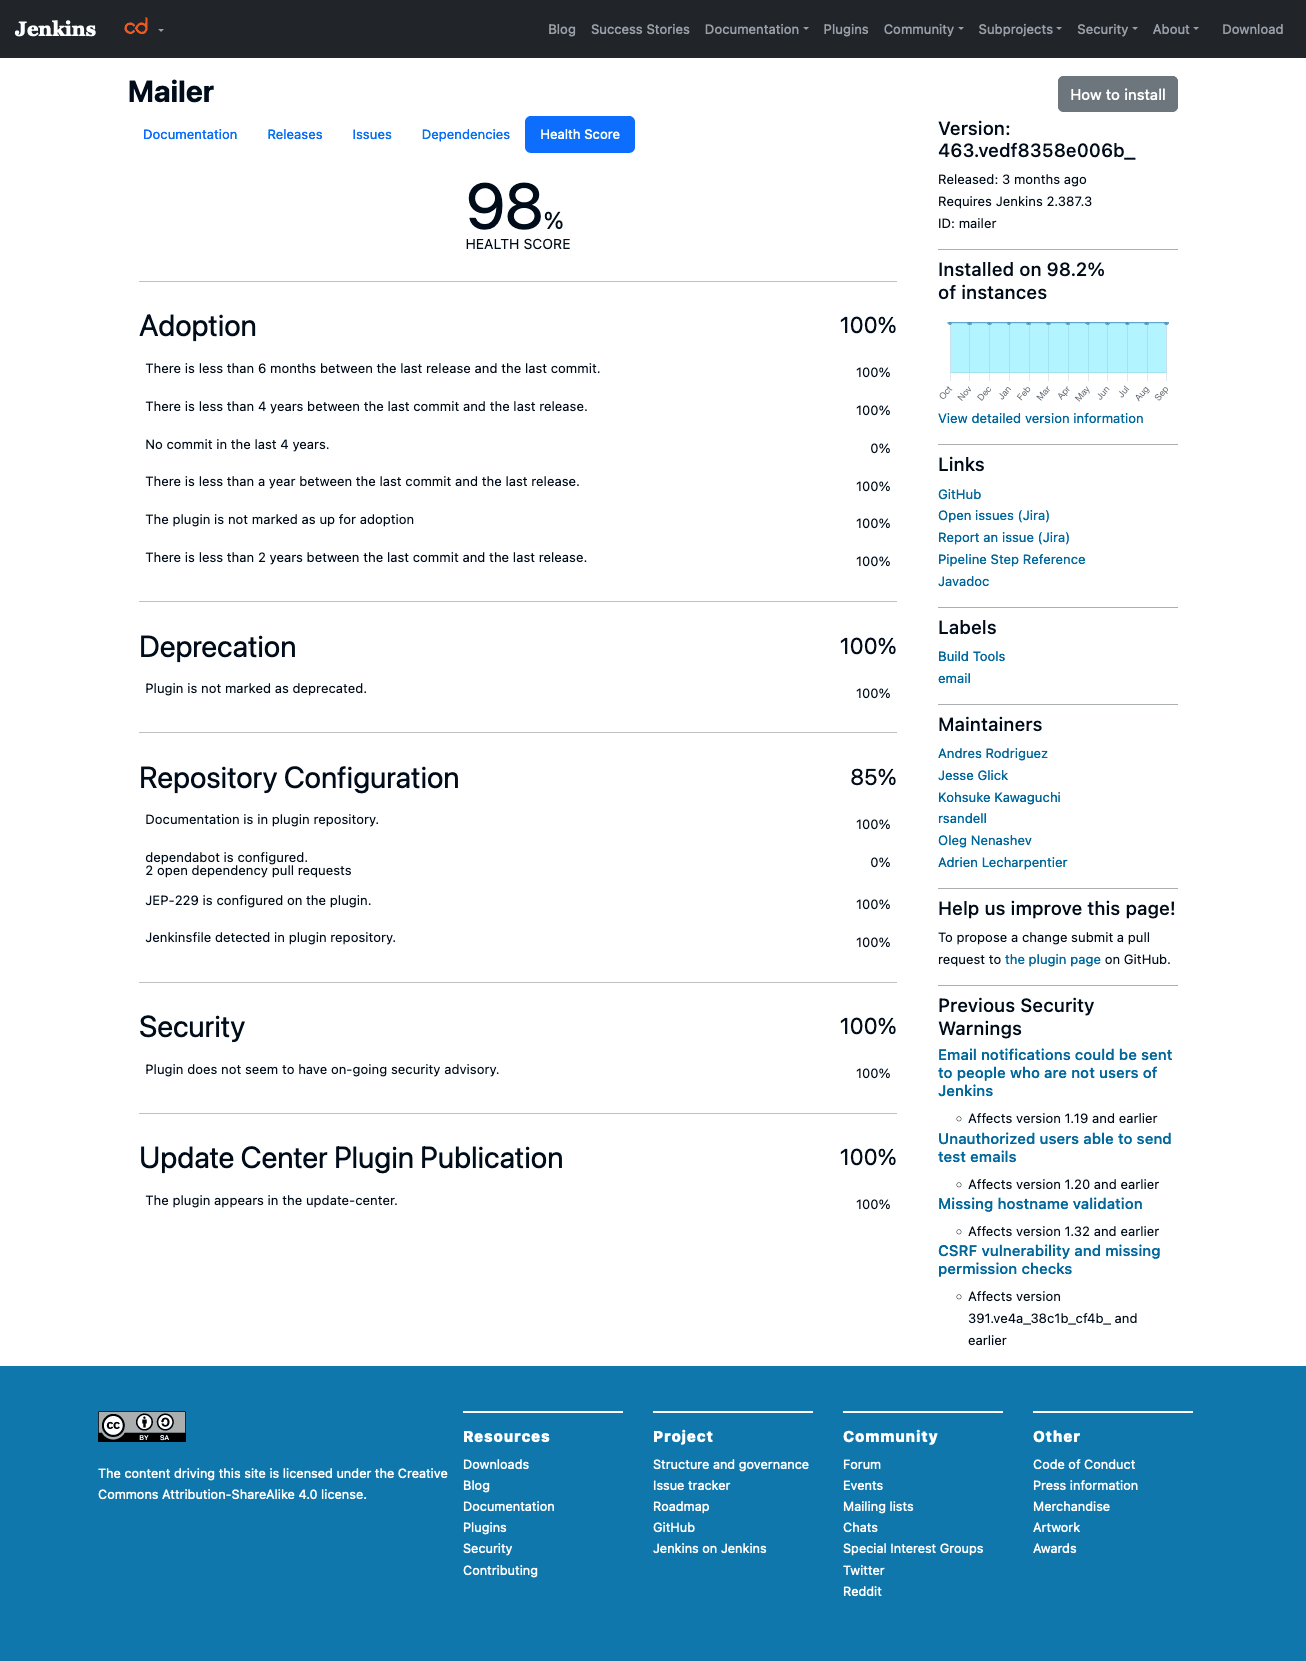 Jenkins
cd
Blog
Success Stories
Documentation
Plugins
Community
Subprojects
Security
About
Download
Mailer
Documentation
Releases
Issues
Dependencies
Health Score
98%
HEALTH SCORE
Adoption
100%
There is less than 6 months between the last release and the last commit.
100%
There is less than 4 years between the last commit and the last release.
100%
No commit in the last 4 years.
0%
There is less than a year between the last commit and the last release.
100%
The plugin is not marked as up for adoption
100%
There is less than 2 years between the last commit and the last release.
100%
Deprecation
100%
Plugin is not marked as deprecated.
100%
Repository Configuration
85%
Documentation is in plugin repository.
100%
dependabot is configured.
2 open dependency pull requests
0%
JEP-229 is configured on the plugin.
100%
Jenkinsfile detected in plugin repository.
100%
Security
100%
Plugin does not seem to have on-going security advisory.
100%
Update Center Plugin Publication
100%
The plugin appears in the update-center.
100%
How to install
Version:
463.vedf8358e006b_
Released: 3 months ago
Requires Jenkins 2.387.3
ID: mailer
Installed on 98.2%
of instances
Oct
Nov
Dec
Jan
Feb
Mar
Apr
May
Jun
Jul
Aug
Sep
View detailed version information
Links
GitHub
Open issues (Jira)
Report an issue (Jira)
Pipeline Step Reference
Javadoc
Labels
Build Tools
email
Maintainers
Andres Rodriguez
Jesse Glick
Kohsuke Kawaguchi
rsandell
Oleg Nenashev
Adrien Lecharpentier
Help us improve this page!
To propose a change submit a pull
request to the plugin page on GitHub.
Previous Security
Warnings
Email notifications could be sent
to people who are not users of
Jenkins
Affects version 1.19 and earlier
Unauthorized users able to send
test emails
Affects version 1.20 and earlier
Missing hostname validation
Affects version 1.32 and earlier
CSRF vulnerability and missing
permission checks
Affects version
391.ve4a_38c1b_cf4b_ and
earlier
cc
BY
SA
The content driving this site is licensed under the Creative
Commons Attribution-ShareAlike 4.0 license.
Resources
Downloads
Blog
Documentation
Plugins
Security
Contributing
Project
Structure and governance
Issue tracker
Roadmap
GitHub
Jenkins on Jenkins
Community
Forum
Events
Mailing lists
Chats
Special Interest Groups
Twitter
Reddit
Other
Code of Conduct
Press information
Merchandise
Artwork
Awards